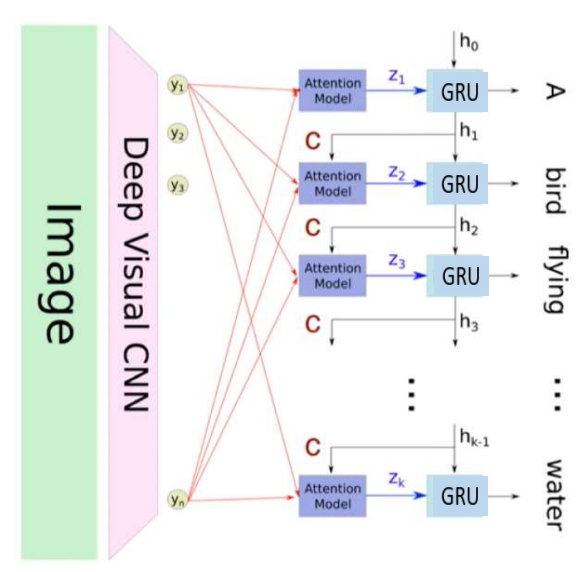 Image
Deep Visual CNN
y₁
y₂
y₃
yₙ
h₀
Attention
Model
z₁
GRU
A
C
h₁
Attention
Model
z₂
GRU
bird
C
h₂
Attention
Model
z₃
GRU
flying
C
h₃
...
...
C
hₖ₋₁
Attention
Model
zₖ
GRU
water